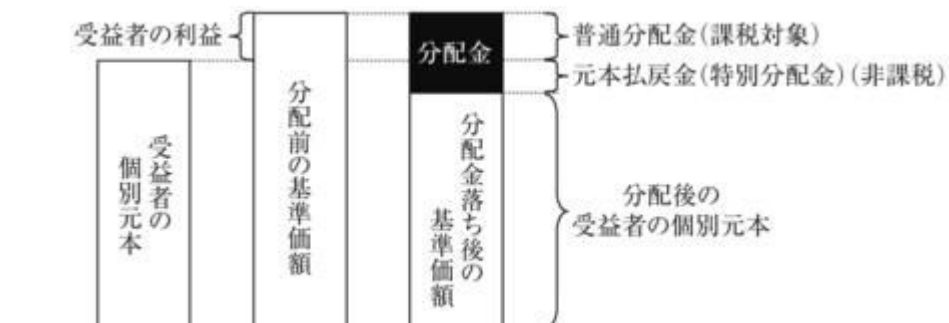 受益者の利益
受益者の
個別元本
分配前の基準価額
分配金
分配金落ち後の
基準価額
普通分配金(課税対象)
元本払戻金(特別分配金)(非課税)
分配後の
受益者の個別元本